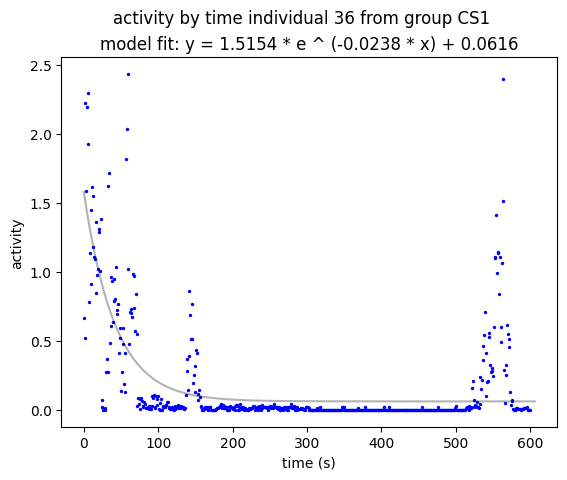 activity by time individual 36 from group CS1
model fit: y = 1.5154 * e ^ (-0.0238 * x) + 0.0616
2.5
2.0
1.5
1.0
0.5
0.0
activity
0 100 200 300 400 500 600
time (s)